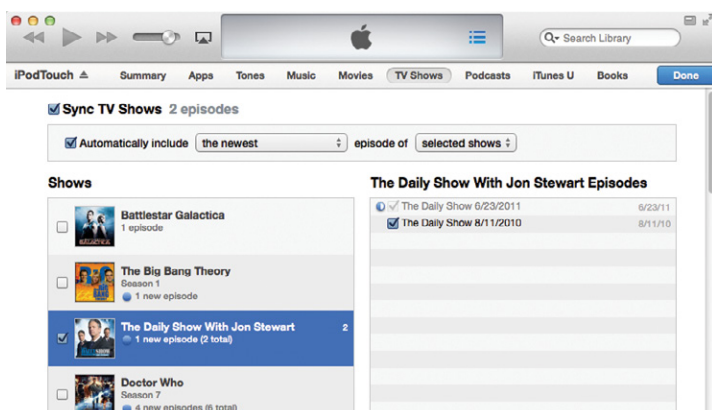 Search Library
iPodTouch Summary Apps Tones Music Movies TV Shows Podcasts iTunes U Books Done
Sync TV Shows 2 episodes
Automatically include the newest episode of selected shows
Shows
Battlestar Galactica
1 episode
The Big Bang Theory
Season 1
1 new episode
The Daily Show With Jon Stewart 2
1 new episode (2 total)
Doctor Who
Season 7
4 new episodes (6 total)
The Daily Show With Jon Stewart Episodes
The Daily Show 6/23/2011 6/23/11
The Daily Show 8/11/2010 8/11/10